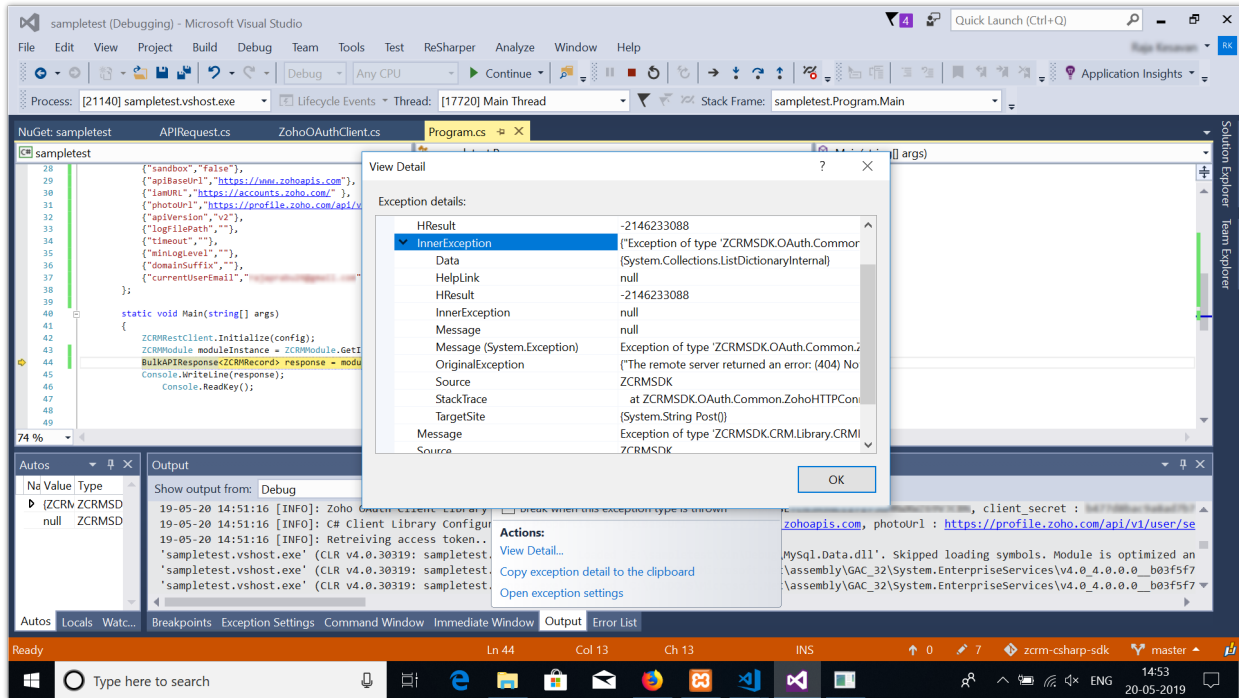 sampletest (Debugging) - Microsoft Visual Studio
4
Quick Launch (Ctrl+Q)
File Edit View Project Build Debug Team Tools Test ReSharper Analyze Window Help
RK
Debug Any CPU Continue Application Insights
Process: [21140] sampletest.vshost.exe Lifecycle Events Thread: [17720] Main Thread Stack Frame: sampletest.Program.Main
NuGet: sampletest APIRequest.cs ZohoOAuthClient.cs Program.cs
Solution Explorer
Team Explorer
C# sampletest
args)
28 {"sandbox","false"},
29 {"apiBaseUrl","https://www.zohoapis.com"},
30 {"iamURL","https://accounts.zoho.com/" },
31 {"photoUrl","https://profile.zoho.com/api/v
32 {"apiVersion","v2"},
33 {"logFilePath",""},
34 {"timeout",""},
35 {"minLogLevel",""},
36 {"domainSuffix",""},
37 {"currentUserEmail","
38 };
39
40 static void Main(string[] args)
41 {
42 ZCRMRestClient.Initialize(config);
43 ZCRMModule moduleInstance = ZCRMModule.GetI
44 BulkAPIResponse<ZCRMRecord> response = modu
45 Console.WriteLine(response);
46 Console.ReadKey();
47
48
49
74 %
View Detail
?
Exception details:
HResult -2146233088
InnerException {"Exception of type 'ZCRMSDK.OAuth.Common
Data {System.Collections.ListDictionaryInternal}
HelpLink null
HResult -2146233088
InnerException null
Message null
Message (System.Exception) Exception of type 'ZCRMSDK.OAuth.Common.Z
OriginalException {"The remote server returned an error: (404) No
Source ZCRMSDK
StackTrace at ZCRMSDK.OAuth.Common.ZohoHTTPCon
TargetSite {System.String Post()}
Message Exception of type 'ZCRMSDK.CRM.Library.CRMI
Source ZCRMSDK
OK
Autos
Na Value Type
{ZCRM ZCRMSD
null ZCRMSD
Output
Show output from: Debug
19-05-20 14:51:16 [INFO]: Zoho OAuth Client Library
, client_secret :
19-05-20 14:51:16 [INFO]: C# Client Library Configur
zohoapis.com, photoUrl : https://profile.zoho.com/api/v1/user/se
19-05-20 14:51:16 [INFO]: Retreiving access token..
'sampletest.vshost.exe' (CLR v4.0.30319: sampletest.
\MySql.Data.dll'. Skipped loading symbols. Module is optimized an
'sampletest.vshost.exe' (CLR v4.0.30319: sampletest.
:\assembly\GAC_32\System.EnterpriseServices\v4.0_4.0.0.0__b03f5f7
'sampletest.vshost.exe' (CLR v4.0.30319: sampletest.
:\assembly\GAC_32\System.EnterpriseServices\v4.0_4.0.0.0__b03f5f7
Break when this exception type is thrown
Actions:
View Detail...
Copy exception detail to the clipboard
Open exception settings
Autos Locals Watc... Breakpoints Exception Settings Command Window Immediate Window Output Error List
Ready Ln 44 Col 13 Ch 13 INS 0 7 zcrm-csharp-sdk master
Type here to search
ENG
14:53
20-05-2019